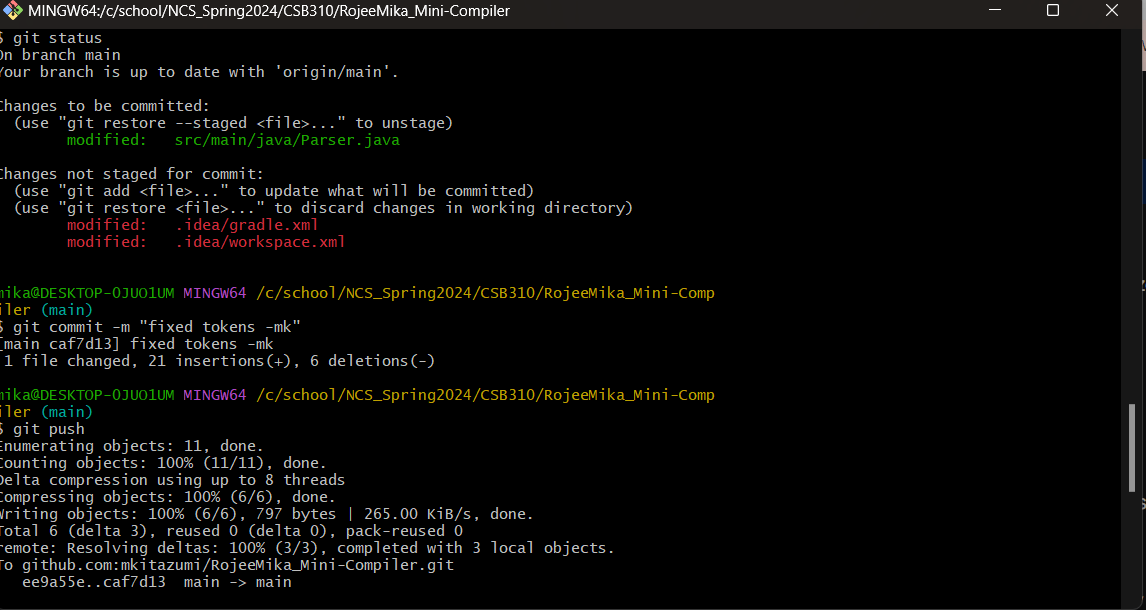 MINGW64:/c/school/NCS_Spring2024/CSB310/RojeeMika_Mini-Compiler
$ git status
On branch main
Your branch is up to date with 'origin/main'.
Changes to be committed:
(use "git restore --staged <file>..." to unstage)
modified: src/main/java/Parser.java
Changes not staged for commit:
(use "git add <file>..." to update what will be committed)
(use "git restore <file>..." to discard changes in working directory)
modified: .idea/gradle.xml
modified: .idea/workspace.xml
mika@DESKTOP-0JUO1UM MINGW64 /c/school/NCS_Spring2024/CSB310/RojeeMika_Mini-Comp
iler (main)
$ git commit -m "fixed tokens -mk"
[main caf7d13] fixed tokens -mk
1 file changed, 21 insertions(+), 6 deletions(-)
mika@DESKTOP-0JUO1UM MINGW64 /c/school/NCS_Spring2024/CSB310/RojeeMika_Mini-Comp
iler (main)
$ git push
Enumerating objects: 11, done.
Counting objects: 100% (11/11), done.
Delta compression using up to 8 threads
Compressing objects: 100% (6/6), done.
Writing objects: 100% (6/6), 797 bytes | 265.00 KiB/s, done.
Total 6 (delta 3), reused 0 (delta 0), pack-reused 0
remote: Resolving deltas: 100% (3/3), completed with 3 local objects.
To github.com:mkitazumi/RojeeMika_Mini-Compiler.git
ee9a55e..caf7d13 main -> main